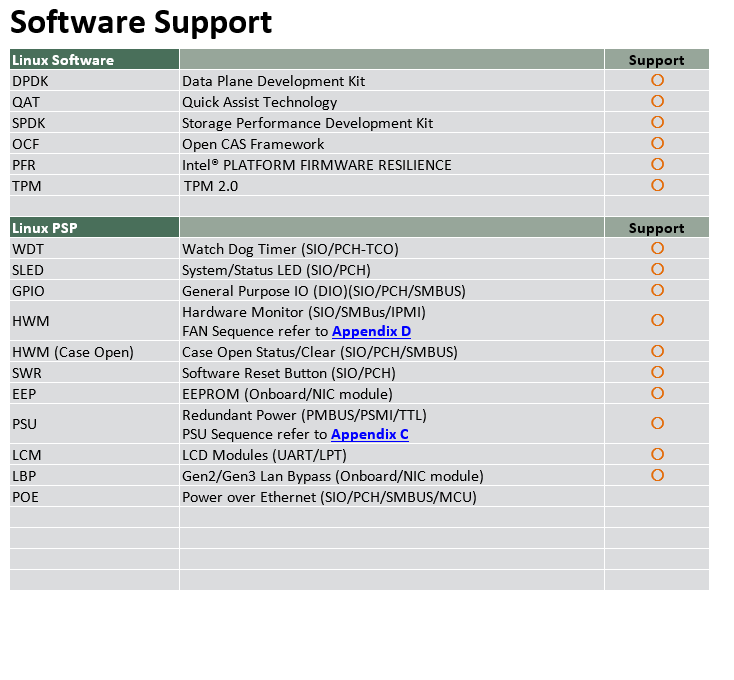 Software Support
Linux Software Support
DPDK Data Plane Development Kit O
QAT Quick Assist Technology O
SPDK Storage Performance Development Kit O
OCF Open CAS Framework O
PFR Intel® PLATFORM FIRMWARE RESILIENCE O
TPM TPM 2.0 O
Linux PSP Support
WDT Watch Dog Timer (SIO/PCH-TCO) O
SLED System/Status LED (SIO/PCH) O
GPIO General Purpose IO (DIO)(SIO/PCH/SMBUS) O
HWM Hardware Monitor (SIO/SMBus/IPMI) O
FAN Sequence refer to Appendix D
HWM (Case Open) Case Open Status/Clear (SIO/PCH/SMBUS) O
SWR Software Reset Button (SIO/PCH) O
EEP EEPROM (Onboard/NIC module) O
PSU Redundant Power (PMBUS/PSMI/TTL) O
PSU Sequence refer to Appendix C
LCM LCD Modules (UART/LPT) O
LBP Gen2/Gen3 Lan Bypass (Onboard/NIC module) O
POE Power over Ethernet (SIO/PCH/SMBUS/MCU)